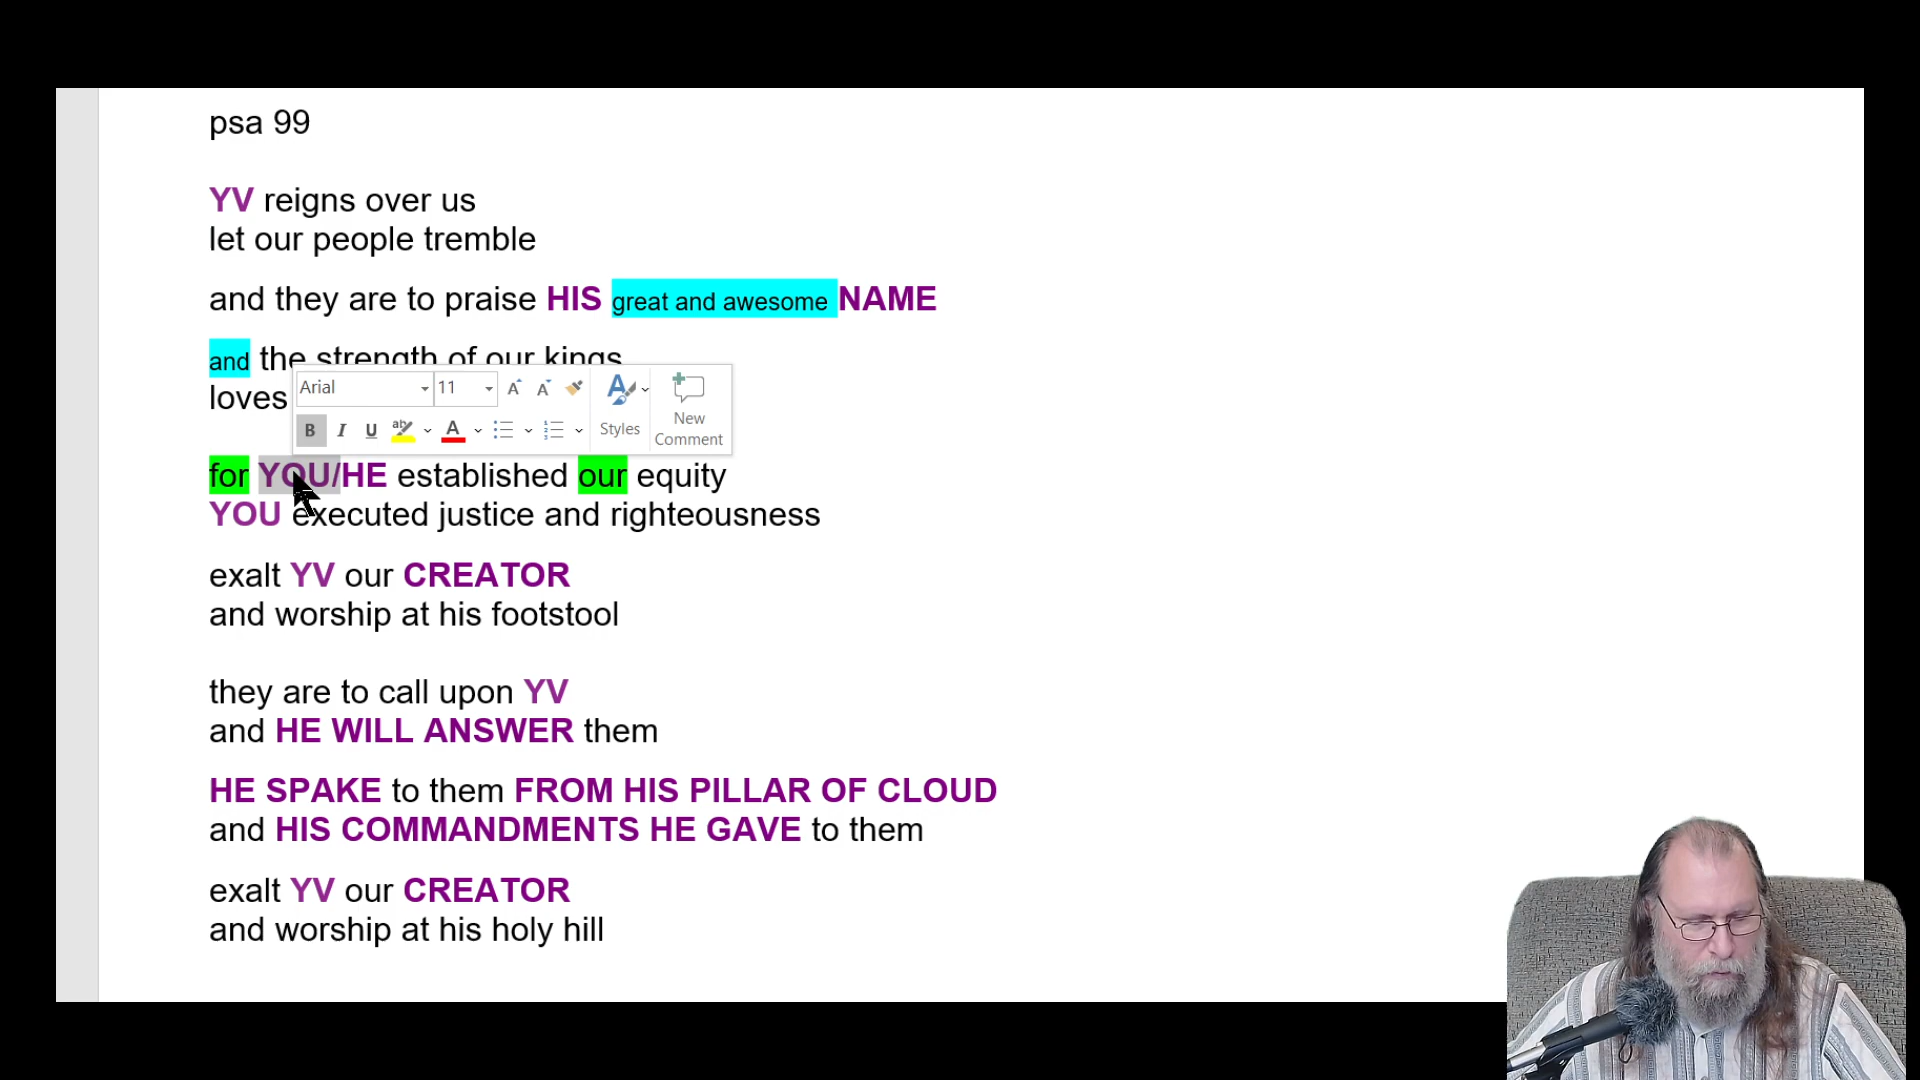 psa 99
YV reigns over us
let our people tremble
and they are to praise HIS great and awesome NAME
and the strength of our kings
loves
Arial 11
Styles
New
Comment
B I U ab A
for YOU/HE established our equity
YOU executed justice and righteousness
exalt YV our CREATOR
and worship at his footstool
they are to call upon YV
and HE WILL ANSWER them
HE SPAKE to them FROM HIS PILLAR OF CLOUD
and HIS COMMANDMENTS HE GAVE to them
exalt YV our CREATOR
and worship at his holy hill